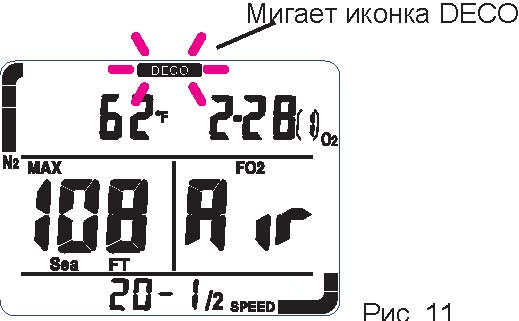 Мигает иконка DECO
DECO
62°F 2-28(1) O2
N2 MAX FO2
108 Air
Sea FT
20- 1/2 SPEED
Рис 11